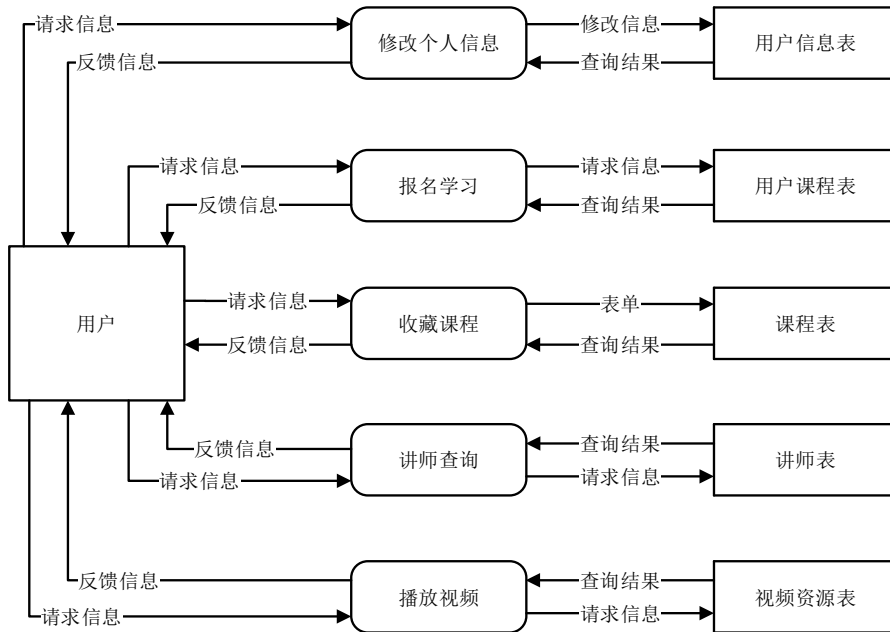 请求信息
修改个人信息
修改信息
用户信息表
反馈信息
查询结果
请求信息
报名学习
请求信息
用户课程表
反馈信息
查询结果
用户
请求信息
收藏课程
表单
课程表
反馈信息
查询结果
反馈信息
讲师查询
查询结果
讲师表
请求信息
请求信息
反馈信息
播放视频
查询结果
视频资源表
请求信息
请求信息